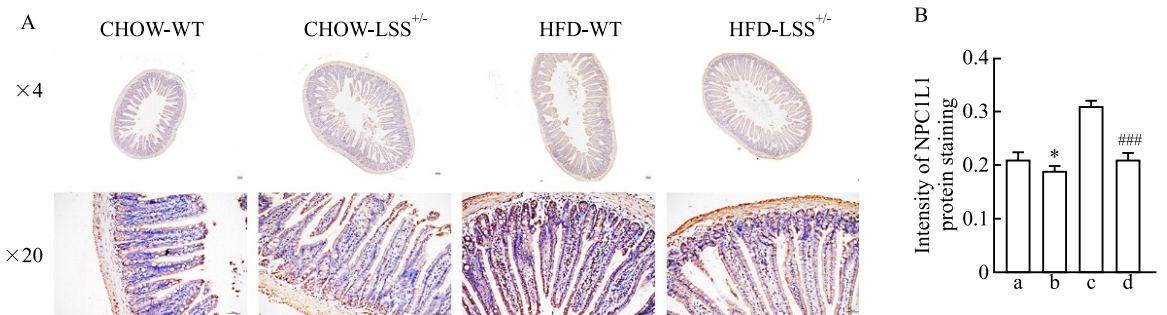 A
CHOW-WT
CHOW-LSS+/-
HFD-WT
HFD-LSS+/-
×4
×20
B
Intensity of NPC1L1
protein staining
0.4
0.3
0.2
0.1
0
*
###
a
b
c
d